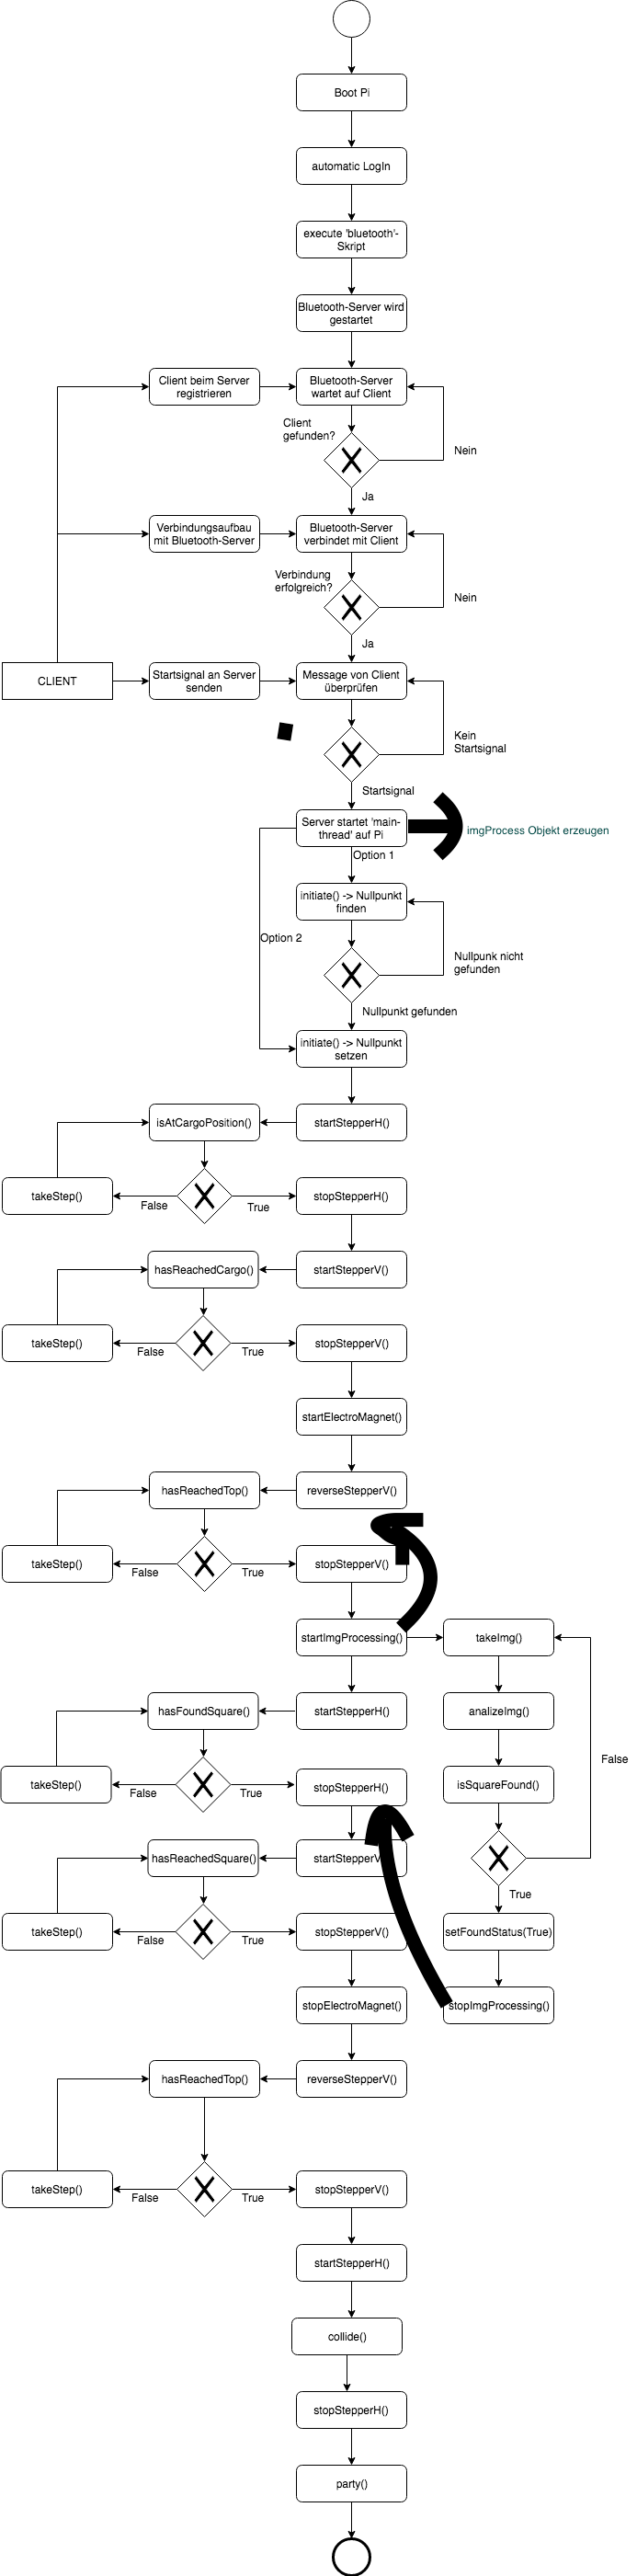 Boot Pi
automatic LogIn
execute 'bluetooth'-
Skript
Bluetooth-Server wird
gestartet
Client beim Server
registrieren
Bluetooth-Server
wartet auf Client
Client
gefunden?
Nein
Ja
Verbindungsaufbau
mit Bluetooth-Server
Bluetooth-Server
verbindet mit Client
Verbindung
erfolgreich?
Nein
Ja
CLIENT
Startsignal an Server
senden
Message von Client
überprüfen
Kein
Startsignal
Startsignal
Server startet 'main-
thread' auf Pi
imgProcess Objekt erzeugen
Option 1
initiate() -> Nullpunkt
finden
Option 2
Nullpunk nicht
gefunden
Nullpunkt gefunden
initiate() -> Nullpunkt
setzen
isAtCargoPosition()
startStepperH()
takeStep()
False
True
stopStepperH()
hasReachedCargo()
startStepperV()
takeStep()
False
True
stopStepperV()
startElectroMagnet()
hasReachedTop()
reverseStepperV()
takeStep()
False
True
stopStepperV()
startImgProcessing()
takeImg()
hasFoundSquare()
startStepperH()
analizeImg()
False
takeStep()
False
True
stopStepperH()
isSquareFound()
hasReachedSquare()
startStepperV()
True
takeStep()
False
True
stopStepperV()
setFoundStatus(True)
stopElectroMagnet()
stopImgProcessing()
hasReachedTop()
reverseStepperV()
takeStep()
False
True
stopStepperV()
startStepperH()
collide()
stopStepperH()
party()